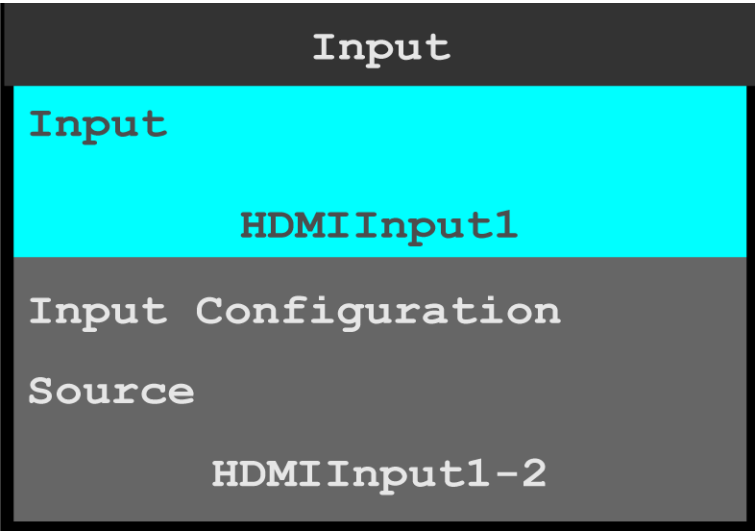 Input
Input
HDMIInput1
Input Configuration
Source
HDMIInput1-2